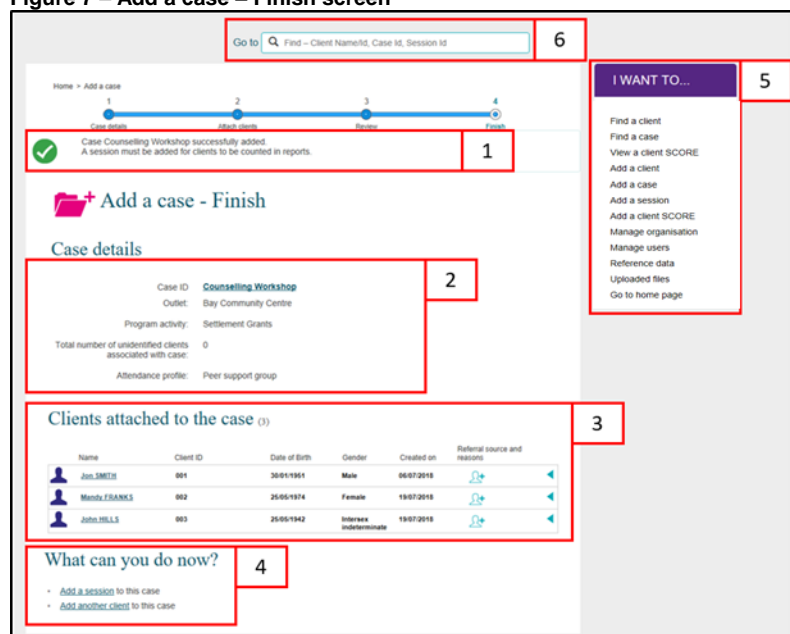 Figure 7 – Add a case – Finish screen
Go to Find – Client Name/Id, Case Id, Session Id
6
Home > Add a case
1 2 3 4
Case details Attach clients Review Finish
Case Counselling Workshop successfully added.
A session must be added for clients to be counted in reports.
1
Add a case - Finish
Case details
2
Case ID Counselling Workshop
Outlet: Bay Community Centre
Program activity: Settlement Grants
Total number of unidentified clients 0
associated with case:
Attendance profile: Peer support group
Clients attached to the case (3)
3
Referral source and
Name Client ID Date of Birth Gender Created on reasons
Jon SMITH 001 30/01/1951 Male 06/07/2018
Mandy FRANKS 002 25/05/1974 Female 19/07/2018
John HILLS 003 25/05/1942 Intersex 19/07/2018
indeterminate
What can you do now?
4
Add a session to this case
Add another client to this case
I WANT TO...
5
Find a client
Find a case
View a client SCORE
Add a client
Add a case
Add a session
Add a client SCORE
Manage organisation
Manage users
Reference data
Uploaded files
Go to home page